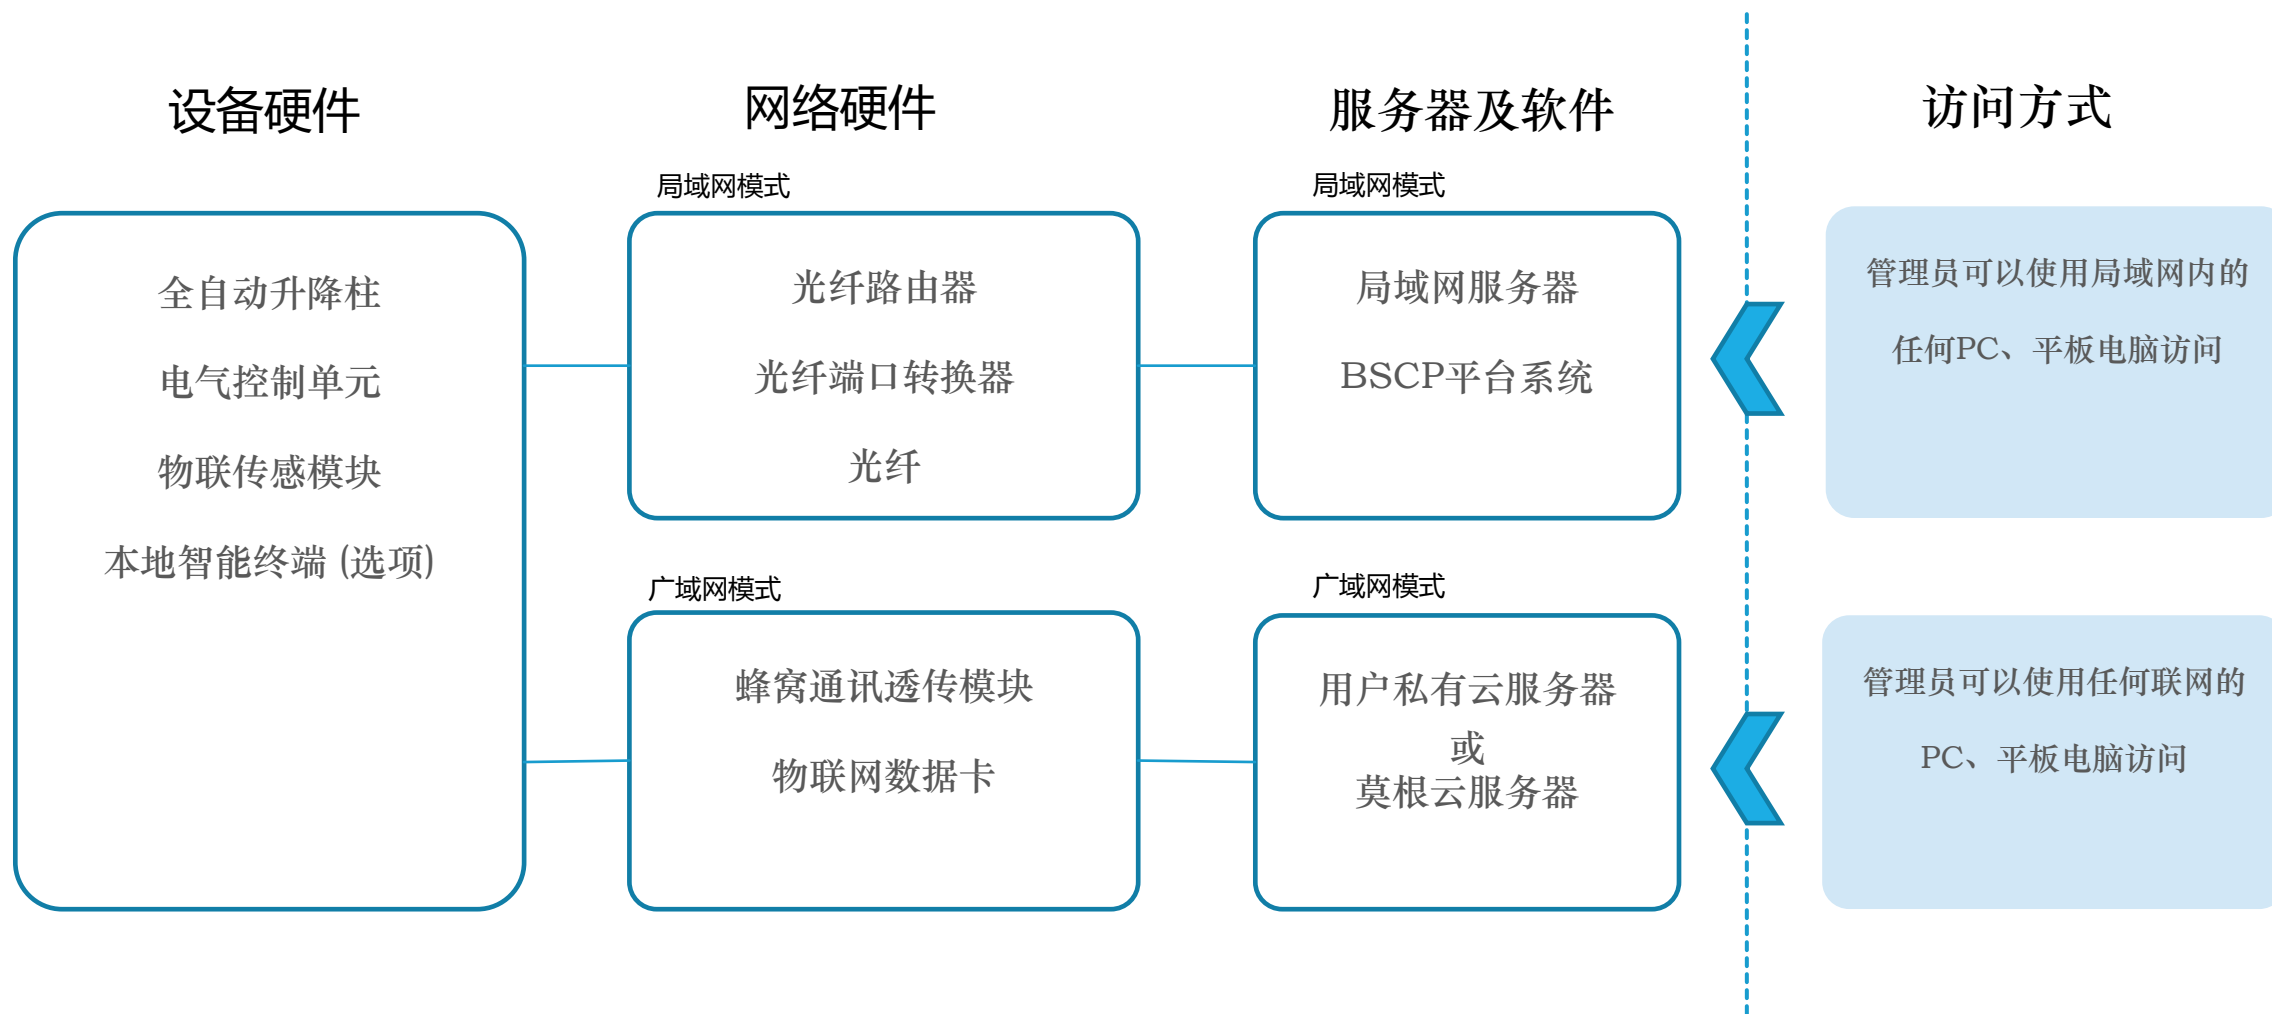 设备硬件
网络硬件
服务器及软件
访问方式
局域网模式
局域网模式
全自动升降柱
电气控制单元
物联传感模块
本地智能终端 (选项)
光纤路由器
光纤端口转换器
光纤
局域网服务器
BSCP平台系统
管理员可以使用局域网内的
任何PC、平板电脑访问
广域网模式
广域网模式
蜂窝通讯透传模块
物联网数据卡
用户私有云服务器
或
莫根云服务器
管理员可以使用任何联网的
PC、平板电脑访问